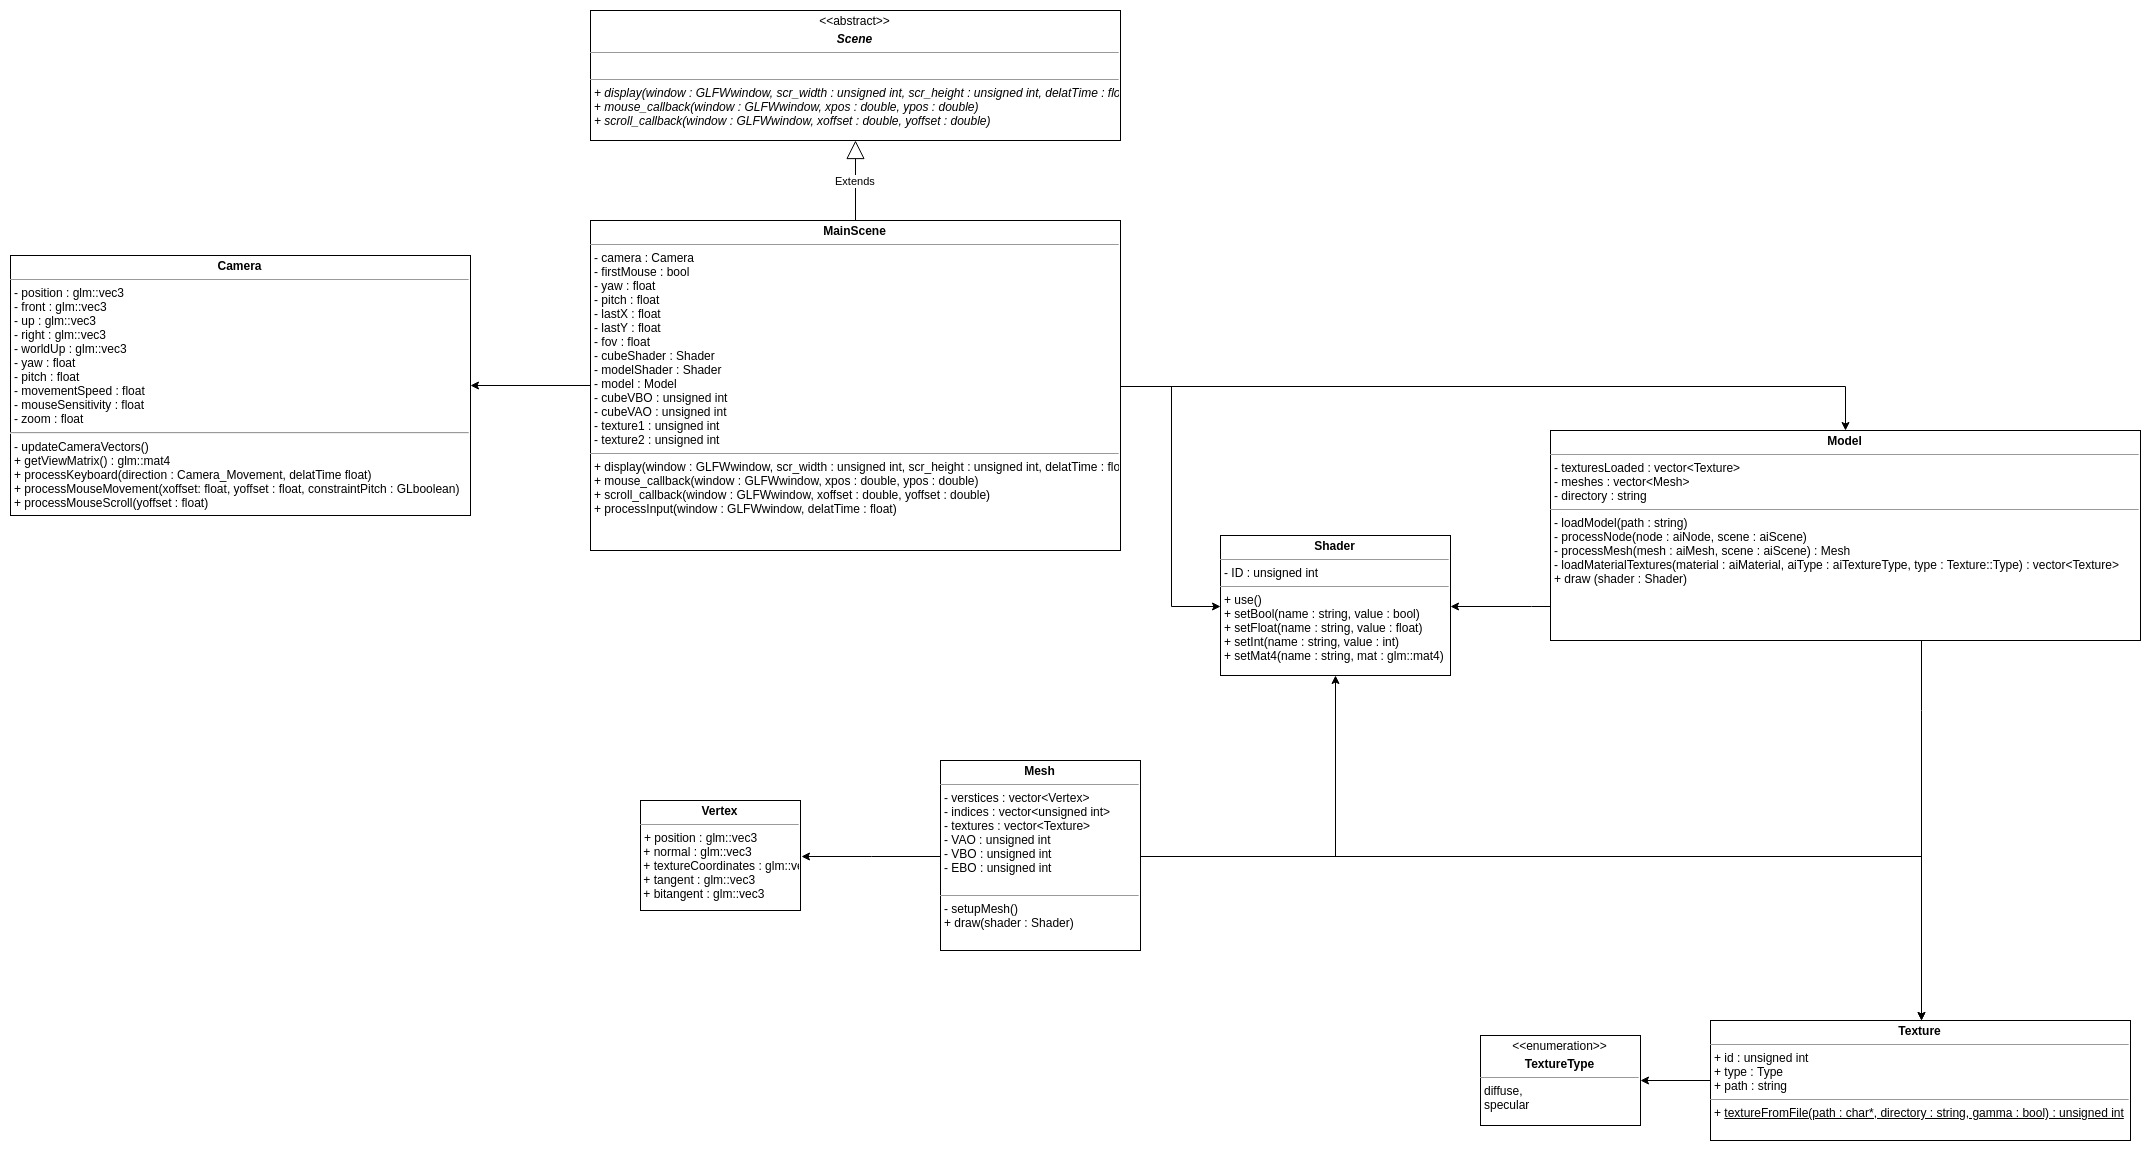 <<abstract>>
Scene
+ display(window : GLFWwindow, scr_width : unsigned int, scr_height : unsigned int, delatTime : flo
+ mouse_callback(window : GLFWwindow, xpos : double, ypos : double)
+ scroll_callback(window : GLFWwindow, xoffset : double, yoffset : double)
Extends
MainScene
- camera : Camera
- firstMouse : bool
- yaw : float
- pitch : float
- lastX : float
- lastY : float
- fov : float
- cubeShader : Shader
- modelShader : Shader
- model : Model
- cubeVBO : unsigned int
- cubeVAO : unsigned int
- texture1 : unsigned int
- texture2 : unsigned int
+ display(window : GLFWwindow, scr_width : unsigned int, scr_height : unsigned int, delatTime : flo
+ mouse_callback(window : GLFWwindow, xpos : double, ypos : double)
+ scroll_callback(window : GLFWwindow, xoffset : double, yoffset : double)
+ processInput(window : GLFWwindow, delatTime : float)
Camera
- position : glm::vec3
- front : glm::vec3
- up : glm::vec3
- right : glm::vec3
- worldUp : glm::vec3
- yaw : float
- pitch : float
- movementSpeed : float
- mouseSensitivity : float
- zoom : float
- updateCameraVectors()
+ getViewMatrix() : glm::mat4
+ processKeyboard(direction : Camera_Movement, delatTime float)
+ processMouseMovement(xoffset: float, yoffset : float, constraintPitch : GLboolean)
+ processMouseScroll(yoffset : float)
Model
- texturesLoaded : vector<Texture>
- meshes : vector<Mesh>
- directory : string
- loadModel(path : string)
- processNode(node : aiNode, scene : aiScene)
- processMesh(mesh : aiMesh, scene : aiScene) : Mesh
- loadMaterialTextures(material : aiMaterial, aiType : aiTextureType, type : Texture::Type) : vector<Texture>
+ draw (shader : Shader)
Shader
- ID : unsigned int
+ use()
+ setBool(name : string, value : bool)
+ setFloat(name : string, value : float)
+ setInt(name : string, value : int)
+ setMat4(name : string, mat : glm::mat4)
Mesh
- verstices : vector<Vertex>
- indices : vector<unsigned int>
- textures : vector<Texture>
- VAO : unsigned int
- VBO : unsigned int
- EBO : unsigned int
- setupMesh()
+ draw(shader : Shader)
Vertex
+ position : glm::vec3
+ normal : glm::vec3
+ textureCoordinates : glm::ve
+ tangent : glm::vec3
+ bitangent : glm::vec3
<<enumeration>>
TextureType
diffuse,
specular
Texture
+ id : unsigned int
+ type : Type
+ path : string
+ textureFromFile(path : char*, directory : string, gamma : bool) : unsigned int